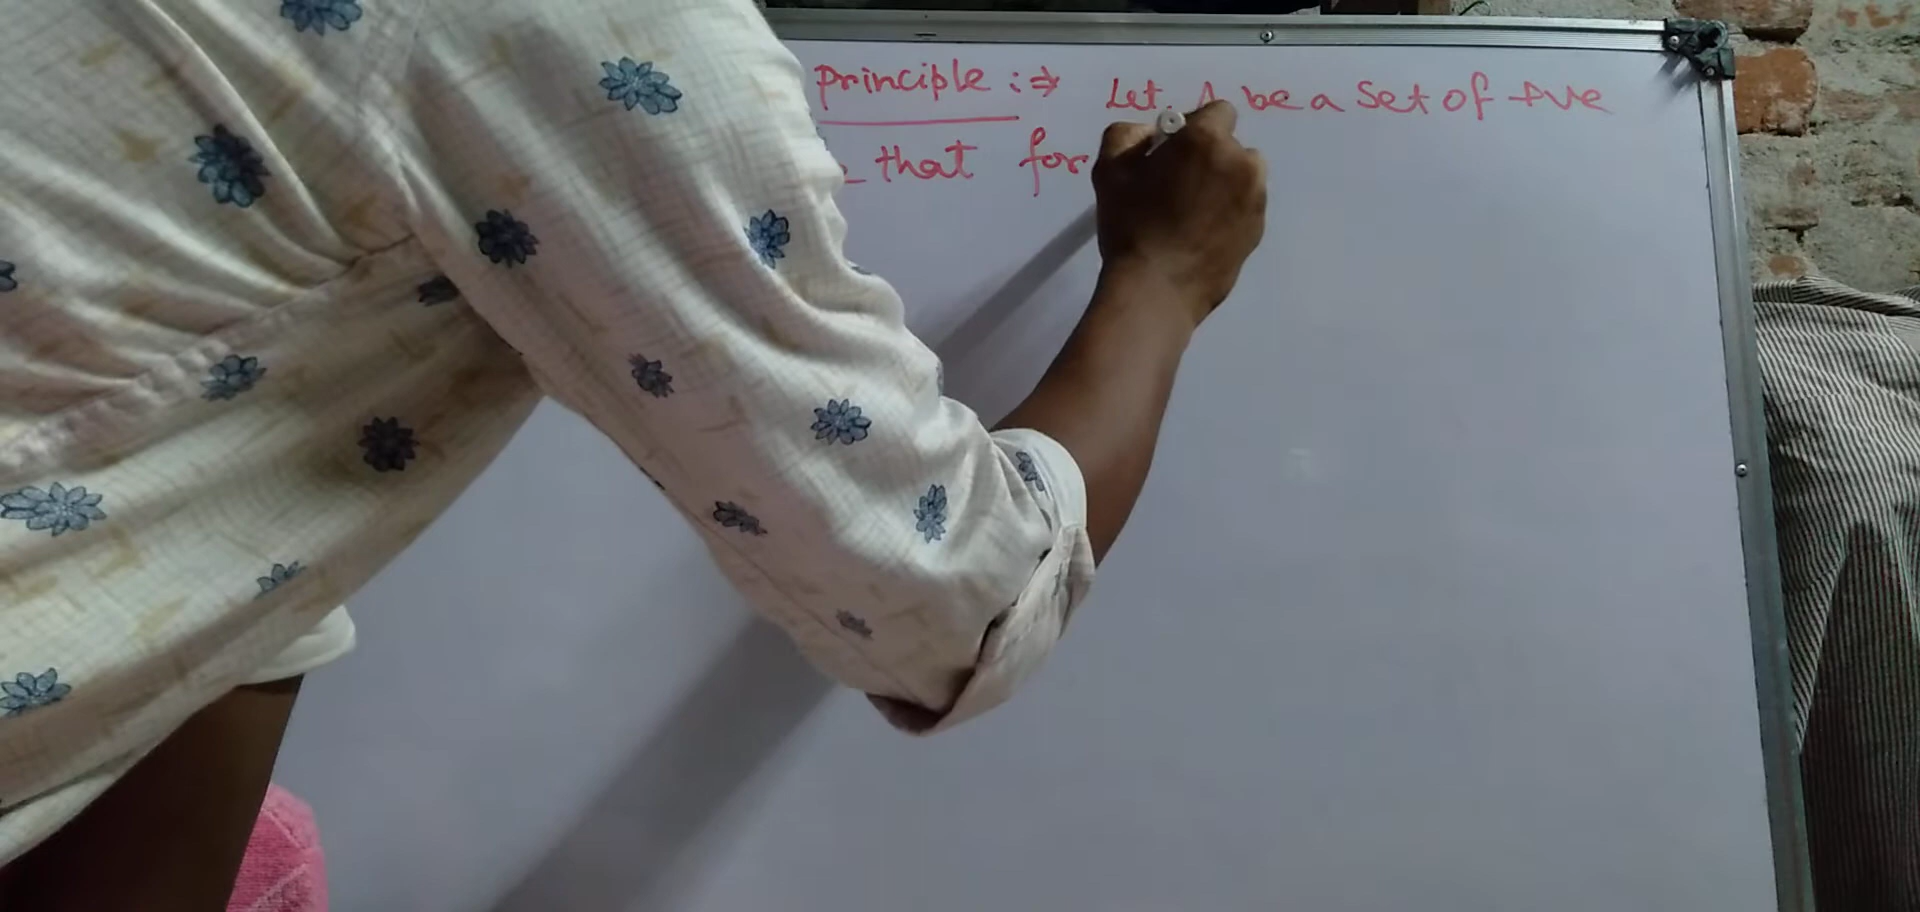 principle :⇒ Let A be a Set of +ve
that for